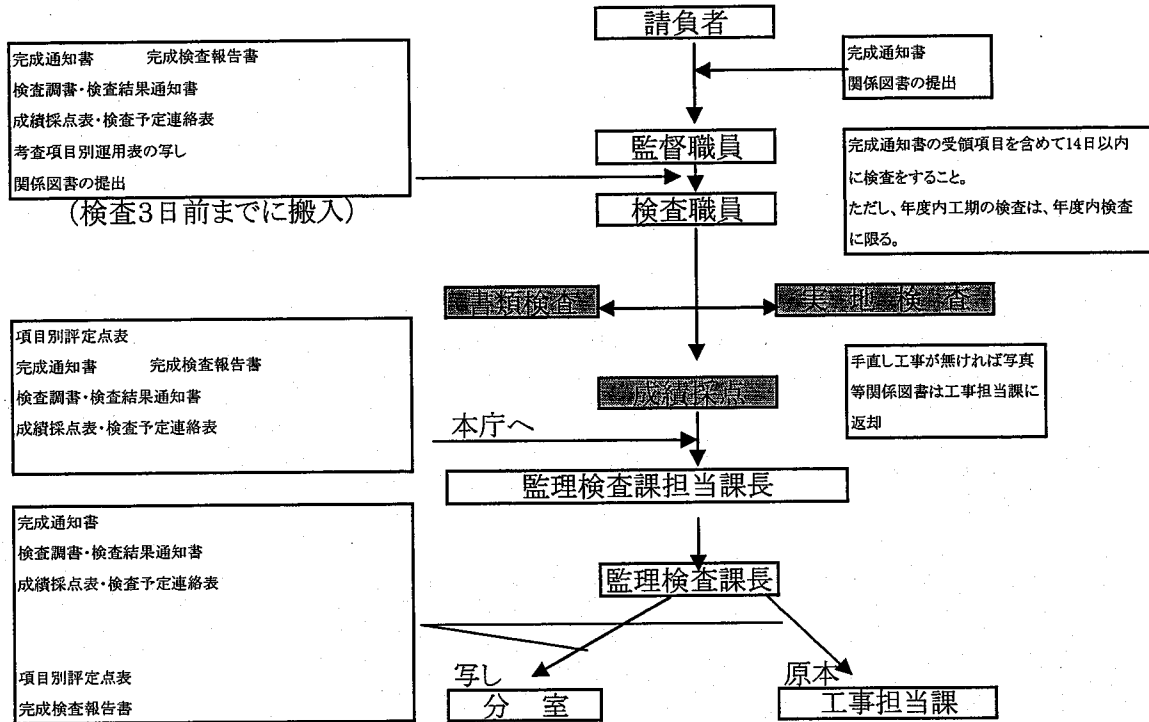 請負者
完成通知書　完成検査報告書
検査調書・検査結果通知書
成績採点表・検査予定連絡表
考査項目別運用表の写し
関係図書の提出
(検査3日前までに搬入)
完成通知書
関係図書の提出
監督職員
検査職員
完成通知書の受領項目を含めて14日以内
に検査をすること。
ただし、年度内工期の検査は、年度内検査
に限る。
書類検査
実地検査
項目別評定点表
完成通知書　完成検査報告書
検査調書・検査結果通知書
成績採点表・検査予定連絡表
成績採点
手直し工事が無ければ写真
等関係図書は工事担当課に
返却
本庁へ
監理検査課担当課長
完成通知書
検査調書・検査結果通知書
成績採点表・検査予定連絡表
項目別評定点表
完成検査報告書
監理検査課長
写し
分　室
原本
工事担当課